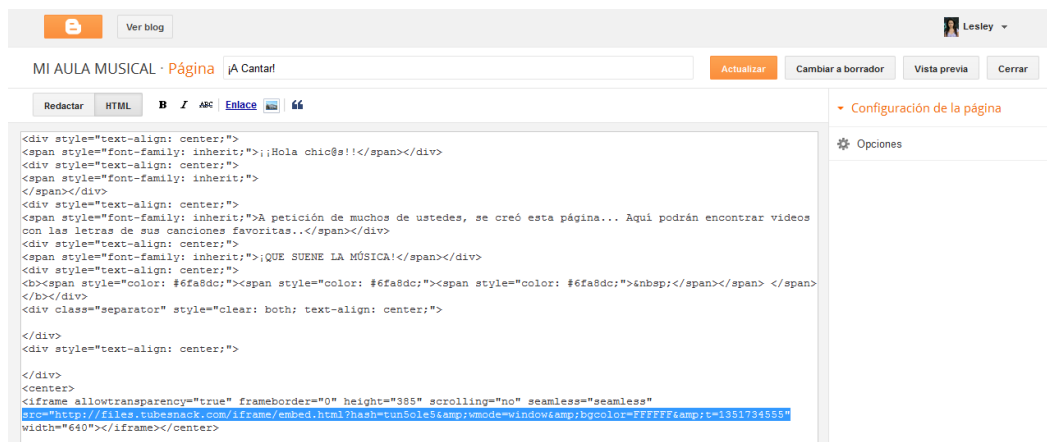 Ver blog
Lesley
MI AULA MUSICAL · Página
¡A Cantar!
Actualizar
Cambiar a borrador
Vista previa
Cerrar
Redactar
HTML
B I ABC Enlace
Configuración de la página
Opciones
<div style="text-align: center;">
<span style="font-family: inherit;">¡¡Hola chic@s!!</span></div>
<div style="text-align: center;">
<span style="font-family: inherit;">
</span></div>
<div style="text-align: center;">
<span style="font-family: inherit;">A petición de muchos de ustedes, se creó esta página... Aquí podrán encontrar videos
con las letras de sus canciones favoritas..</span></div>
<div style="text-align: center;">
<span style="font-family: inherit;">¡QUE SUENE LA MÚSICA!</span></div>
<div style="text-align: center;">
<b><span style="color: #6fa8dc;"><span style="color: #6fa8dc;"><span style="color: #6fa8dc;">&nbsp;</span></span> </span>
</b></div>
<div class="separator" style="clear: both; text-align: center;">
</div>
<div style="text-align: center;">
</div>
<center>
<iframe allowtransparency="true" frameborder="0" height="385" scrolling="no" seamless="seamless"
src="http://files.tubesnack.com/iframe/embed.html?hash=tun5ole5&amp;wmode=window&amp;bgcolor=FFFFFF&amp;t=1351734555"
width="640"></iframe></center>